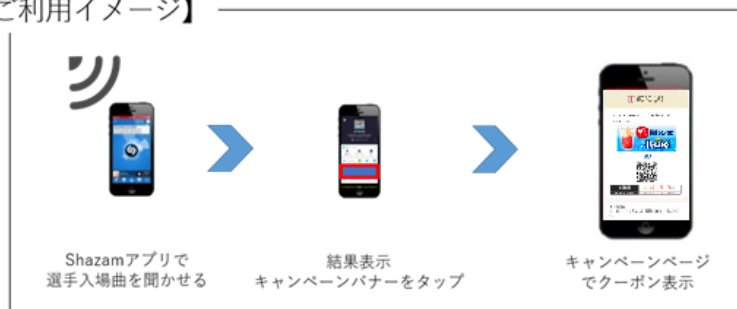 ご利用イメージ】
Shazamアプリで
選手入場曲を聞かせる
結果表示
キャンペーンバナーをタップ
キャンペーンページ
でクーポン表示